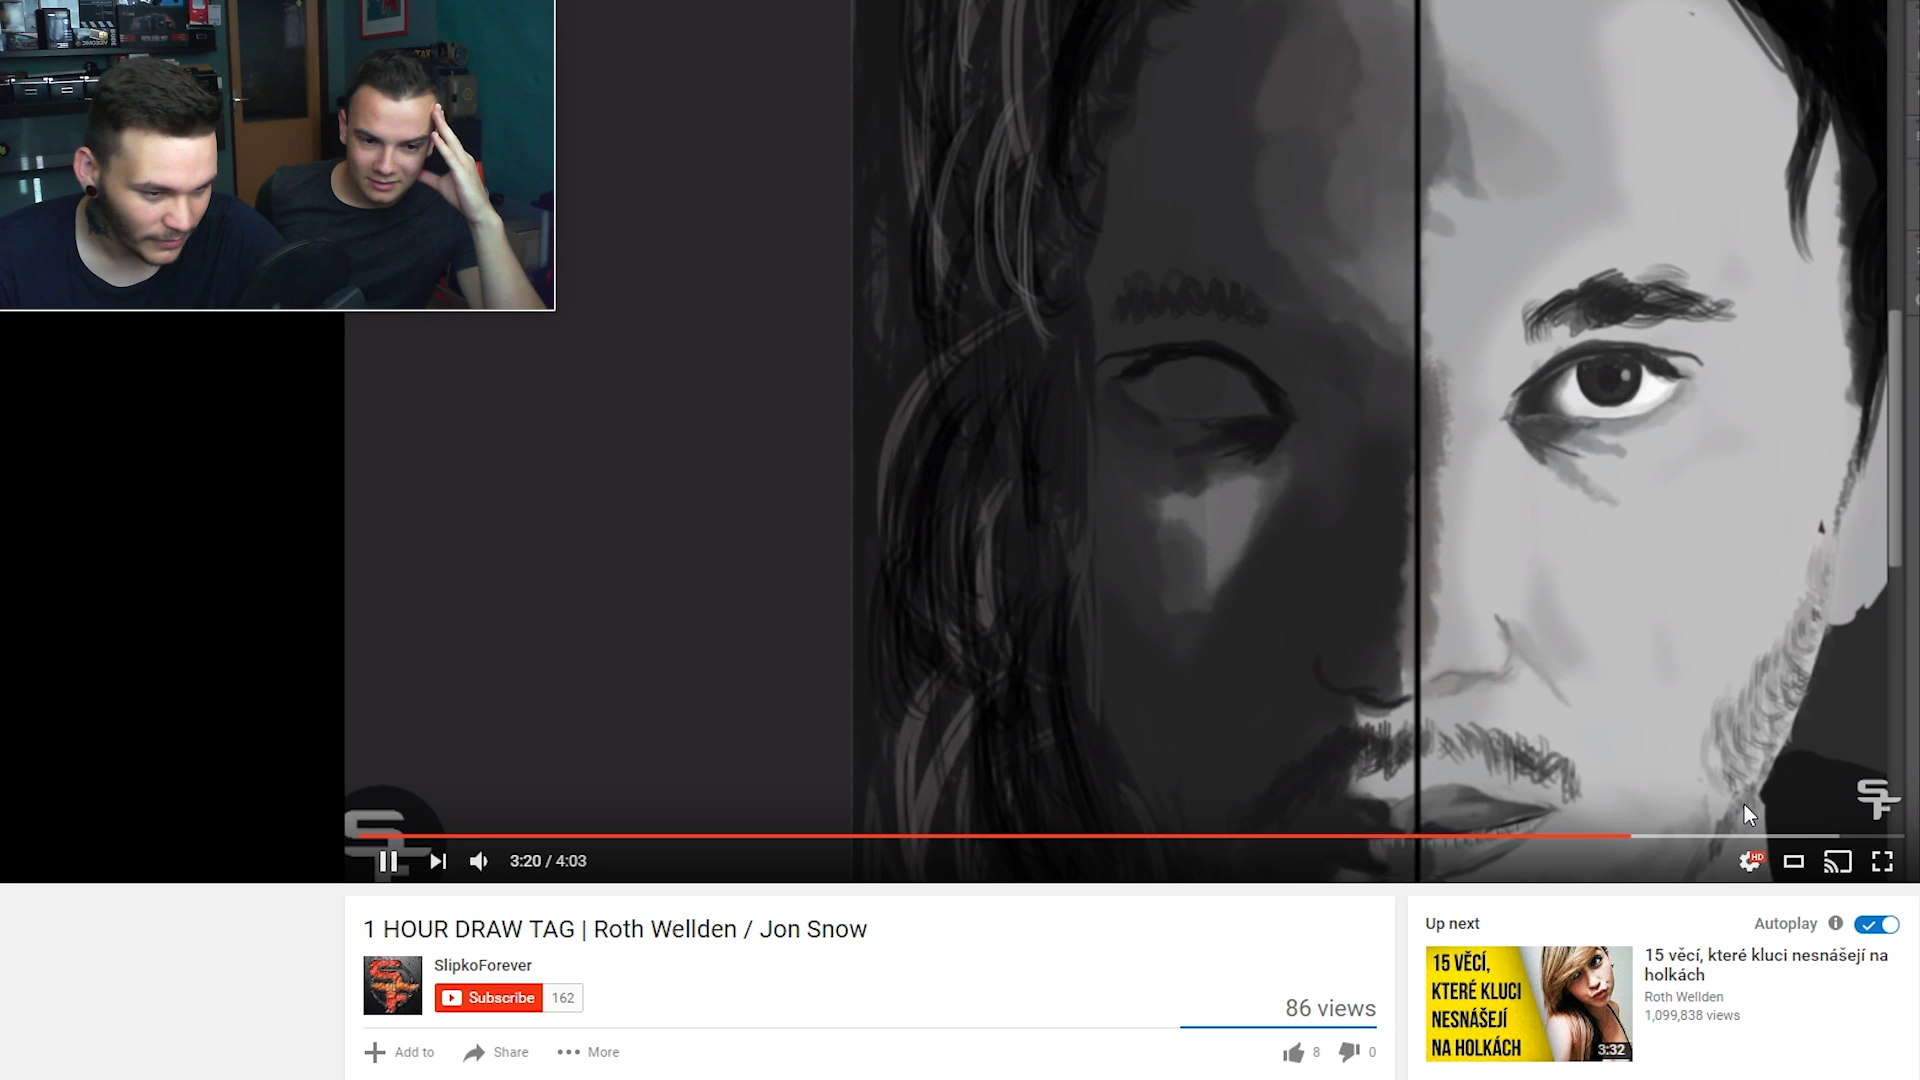 3:20 / 4:03
HD
1 HOUR DRAW TAG | Roth Wellden / Jon Snow
SlipkoForever
Subscribe 162
86 views
Add to
Share
More
8
0
Up next
Autoplay
15 VĚCÍ,
KTERÉ KLUCI
NESNÁŠEJÍ
NA HOLKÁCH
3:32
15 věcí, které kluci nesnášejí na
holkách
Roth Wellden
1,099,838 views